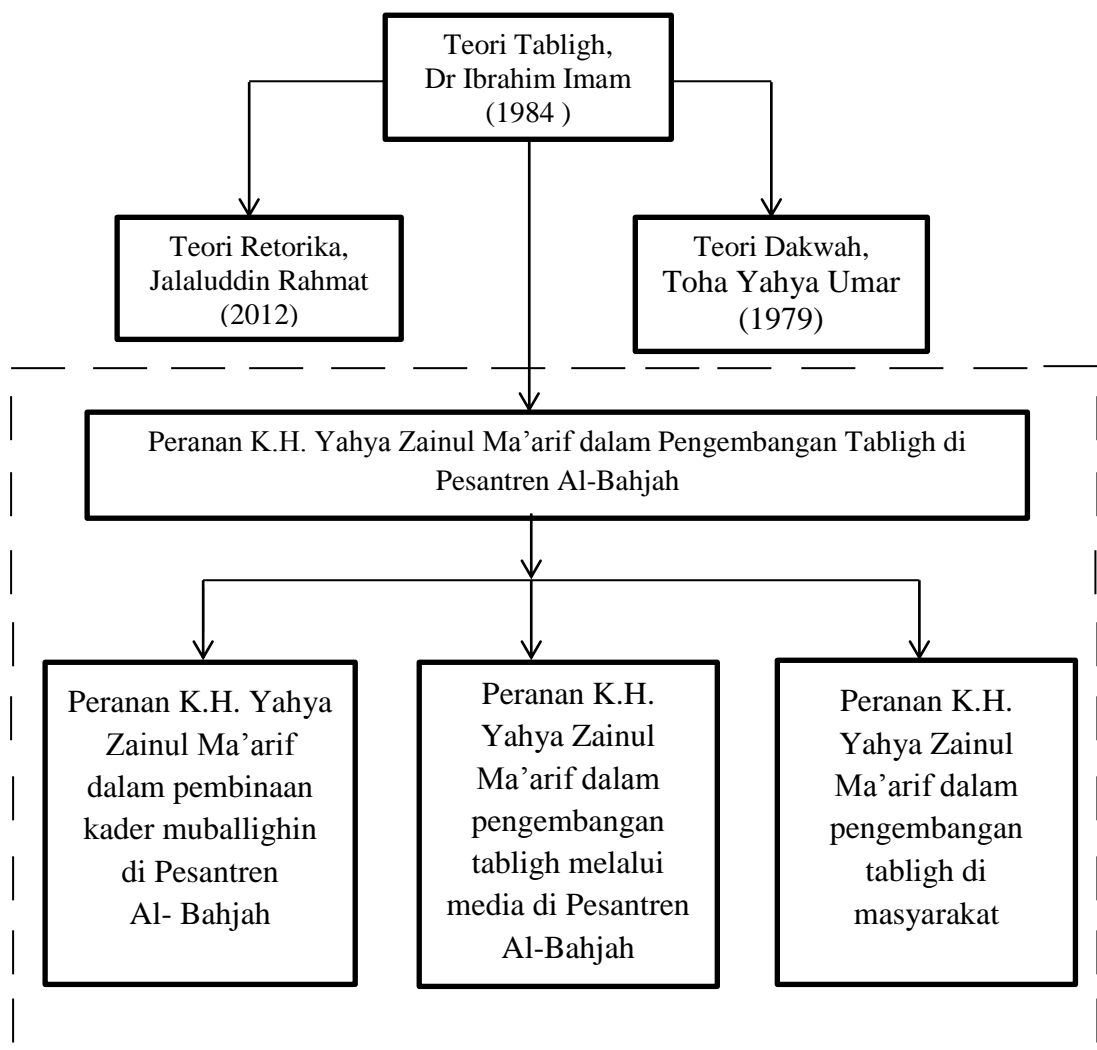 Teori Tabligh,
Dr Ibrahim Imam
(1984 )
Teori Retorika,
Jalaluddin Rahmat
(2012)
Teori Dakwah,
Toha Yahya Umar
(1979)
Peranan K.H. Yahya Zainul Ma’arif dalam Pengembangan Tabligh di
Pesantren Al-Bahjah
Peranan K.H. Yahya
Zainul Ma’arif
dalam pembinaan
kader muballighin
di Pesantren
Al- Bahjah
Peranan K.H.
Yahya Zainul
Ma’arif dalam
pengembangan
tabligh melalui
media di Pesantren
Al-Bahjah
Peranan K.H.
Yahya Zainul
Ma’arif dalam
pengembangan
tabligh di
masyarakat